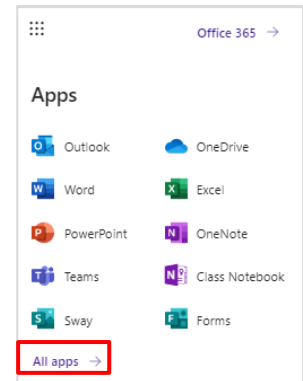 Office 365 →
Apps
Outlook OneDrive
Word Excel
PowerPoint OneNote
Teams Class Notebook
Sway Forms
All apps →